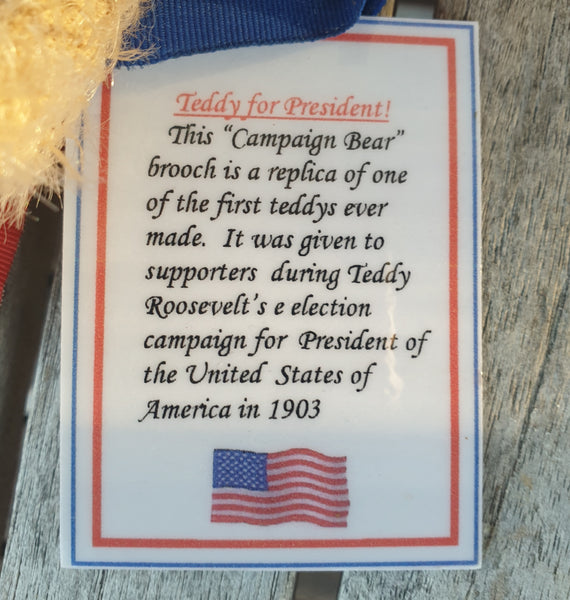 Teddy for President!
This “Campaign Bear”
brooch is a replica of one
of the first teddys ever
made. It was given to
supporters during Teddy
Roosevelt's e election
campaign for President of
the United States of
America in 1903